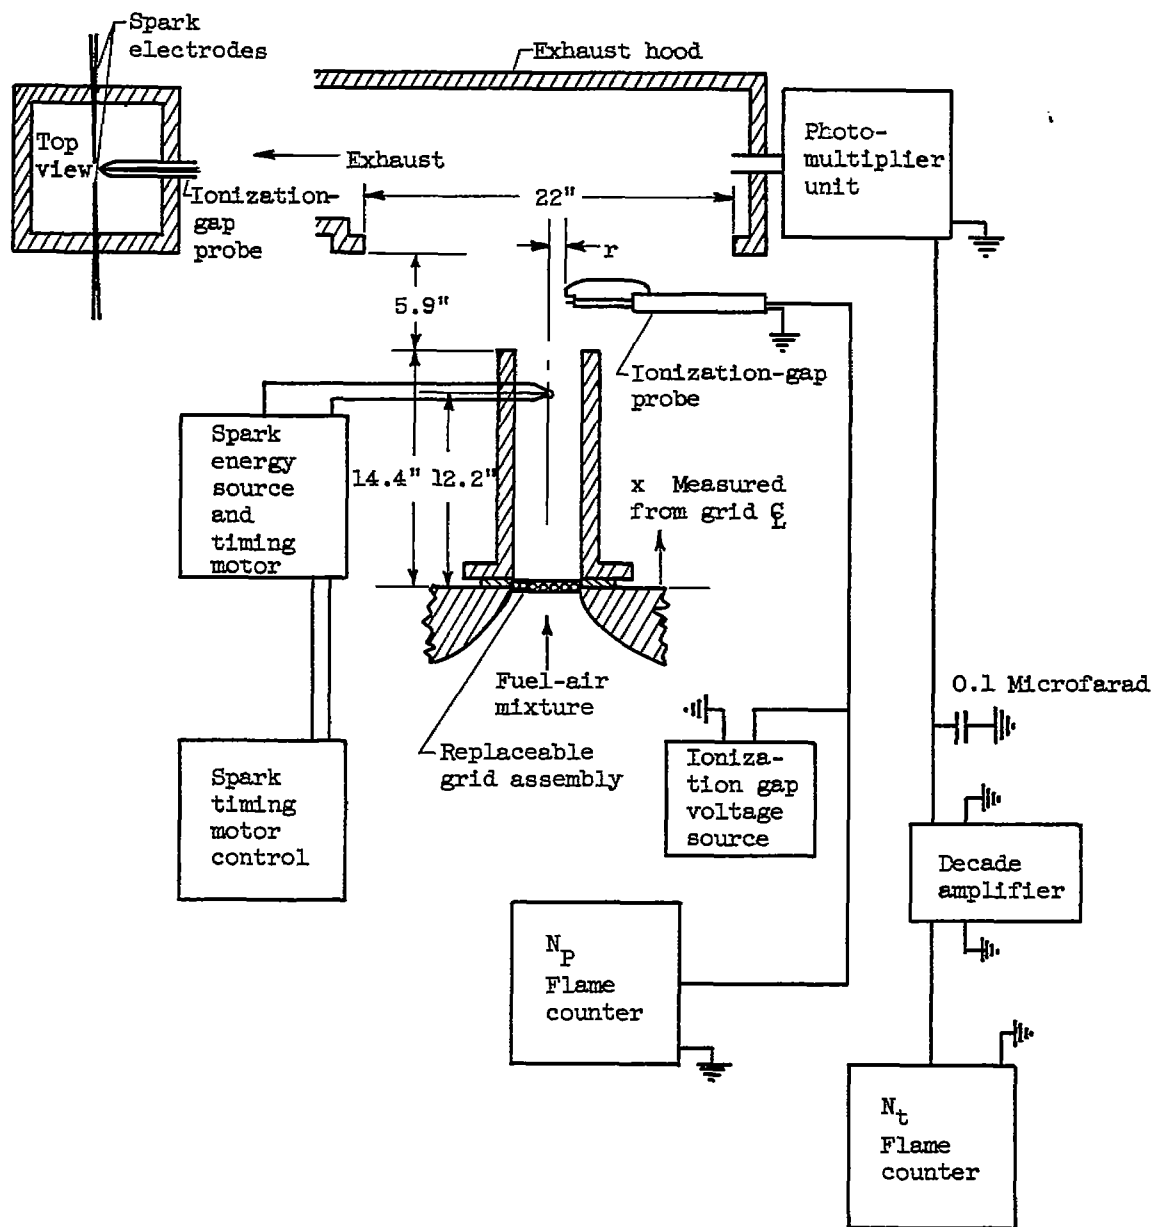 Spark
electrodes
Exhaust hood
Top
view
Exhaust
Ionization-
gap
probe
22"
r
Photo-
multiplier
unit
5.9"
Ionization-gap
probe
Spark
energy
source
and
timing
motor
14.4"
12.2"
x Measured
from grid ℄
Fuel-air
mixture
Replaceable
grid assembly
0.1 Microfarad
Spark
timing
motor
control
Ioniza-
tion gap
voltage
source
Decade
amplifier
NP
Flame
counter
Nt
Flame
counter